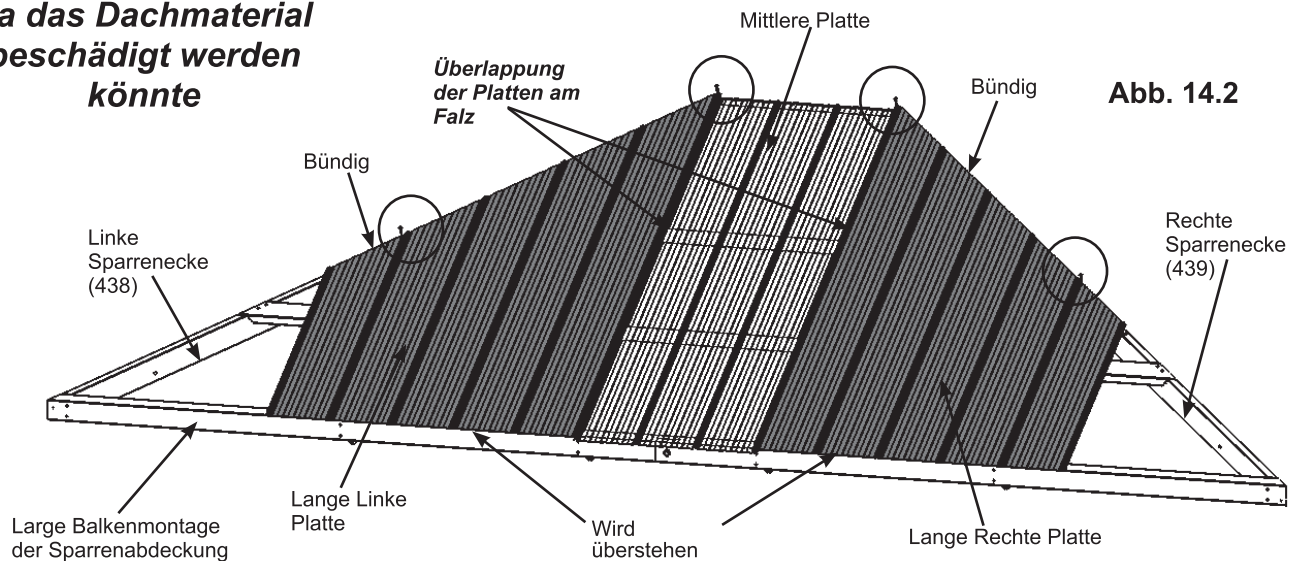 a das Dachmaterial
beschädigt werden
könnte
Mittlere Platte
Überlappung
der Platten am
Falz
Bündig
Abb. 14.2
Bündig
Linke
Sparrenecke
(438)
Rechte
Sparrenecke
(439)
Lange Linke
Platte
Large Balkenmontage
der Sparrenabdeckung
Wird
überstehen
Lange Rechte Platte